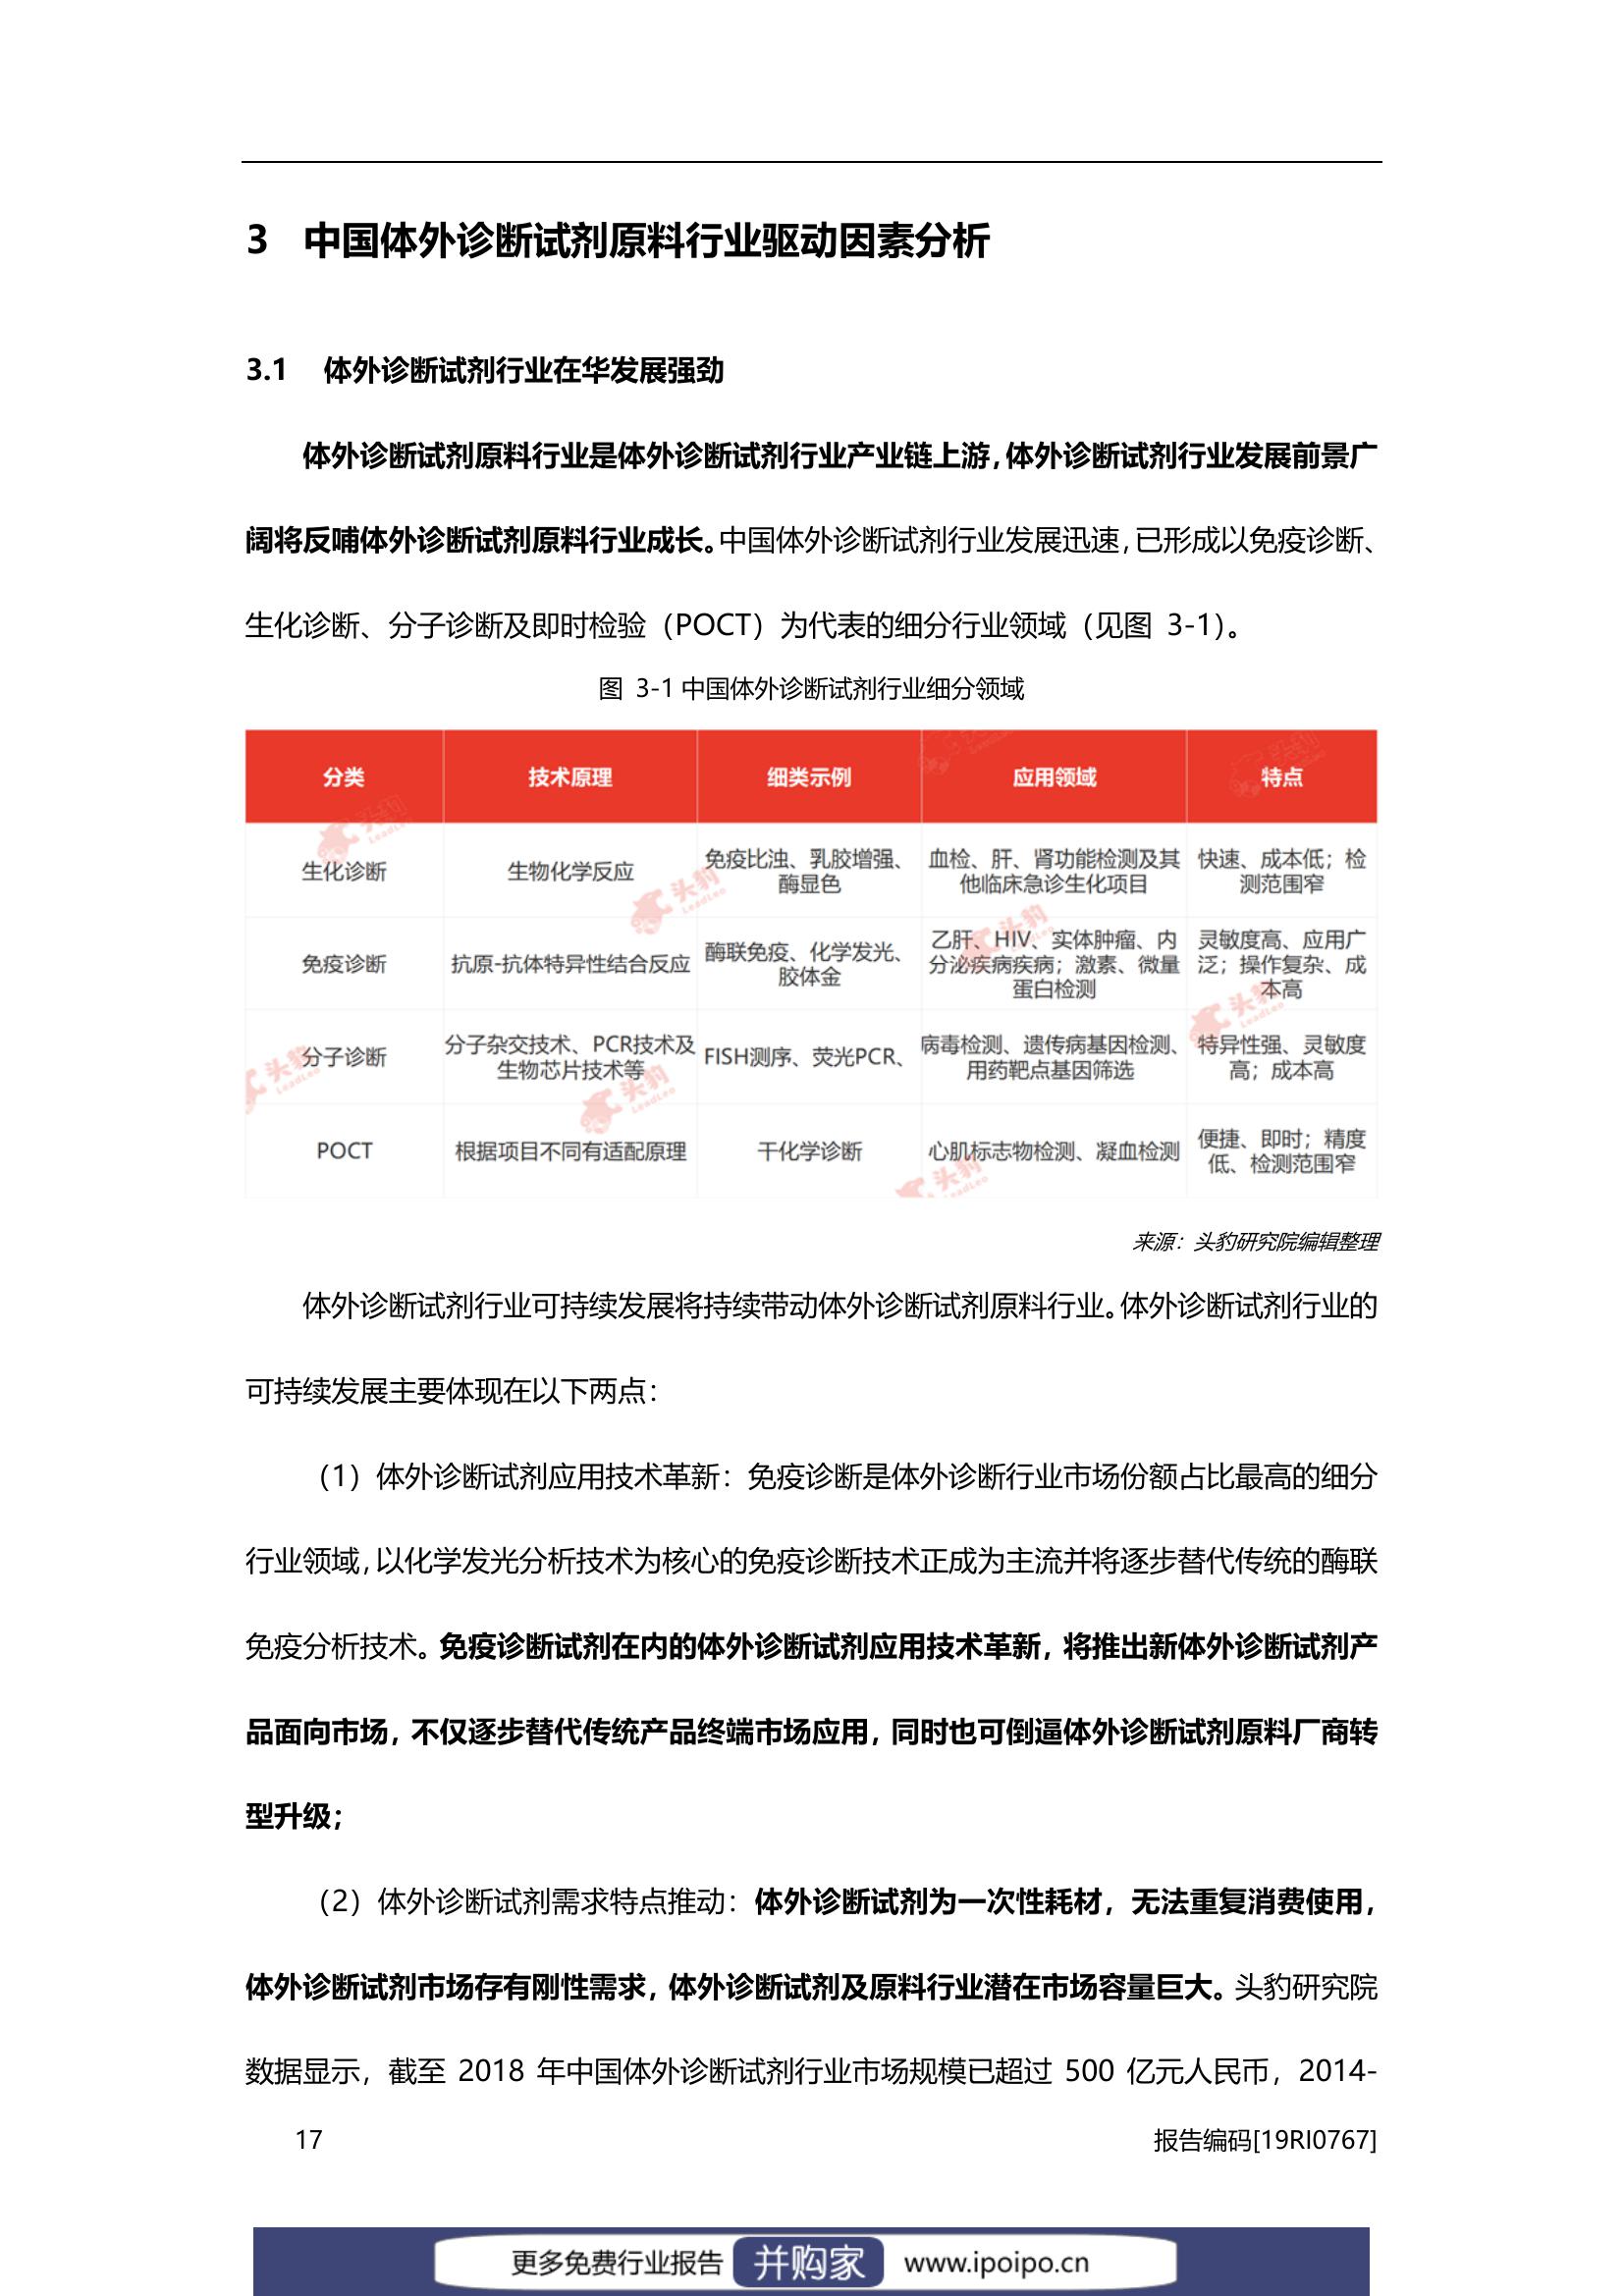 3 中国体外诊断试剂原料行业驱动因素分析
3.1 体外诊断试剂行业在华发展强劲
体外诊断试剂原料行业是体外诊断试剂行业产业链上游，体外诊断试剂行业发展前景广
阔将反哺体外诊断试剂原料行业成长。中国体外诊断试剂行业发展迅速，已形成以免疫诊断、
生化诊断、分子诊断及即时检验（POCT）为代表的细分行业领域（见图 3-1）。
图 3-1 中国体外诊断试剂行业细分领域
分类 技术原理 细类示例 应用领域 特点
生化诊断 生物化学反应 免疫比浊、乳胶增强、酶显色 血检、肝、肾功能检测及其他临床急诊生化项目 快速、成本低；检测范围窄
免疫诊断 抗原-抗体特异性结合反应 酶联免疫、化学发光、胶体金 乙肝、HIV、实体肿瘤、内分泌疾病疾病；激素、微量蛋白检测 灵敏度高、应用广泛；操作复杂、成本高
分子诊断 分子杂交技术、PCR技术及生物芯片技术等 FISH测序、荧光PCR、 病毒检测、遗传病基因检测、用药靶点基因筛选 特异性强、灵敏度高；成本高
POCT 根据项目不同有适配原理 干化学诊断 心肌标志物检测、凝血检测 便捷、即时；精度低、检测范围窄
来源：头豹研究院编辑整理
体外诊断试剂行业可持续发展将持续带动体外诊断试剂原料行业。体外诊断试剂行业的
可持续发展主要体现在以下两点：
（1）体外诊断试剂应用技术革新：免疫诊断是体外诊断行业市场份额占比最高的细分
行业领域，以化学发光分析技术为核心的免疫诊断技术正成为主流并将逐步替代传统的酶联
免疫分析技术。免疫诊断试剂在内的体外诊断试剂应用技术革新，将推出新体外诊断试剂产
品面向市场，不仅逐步替代传统产品终端市场应用，同时也可倒逼体外诊断试剂原料厂商转
型升级；
（2）体外诊断试剂需求特点推动：体外诊断试剂为一次性耗材，无法重复消费使用，
体外诊断试剂市场存有刚性需求，体外诊断试剂及原料行业潜在市场容量巨大。头豹研究院
数据显示，截至 2018 年中国体外诊断试剂行业市场规模已超过 500 亿元人民币，2014-
17 报告编码[19RI0767]
更多免费行业报告 并购家 www.ipoipo.cn